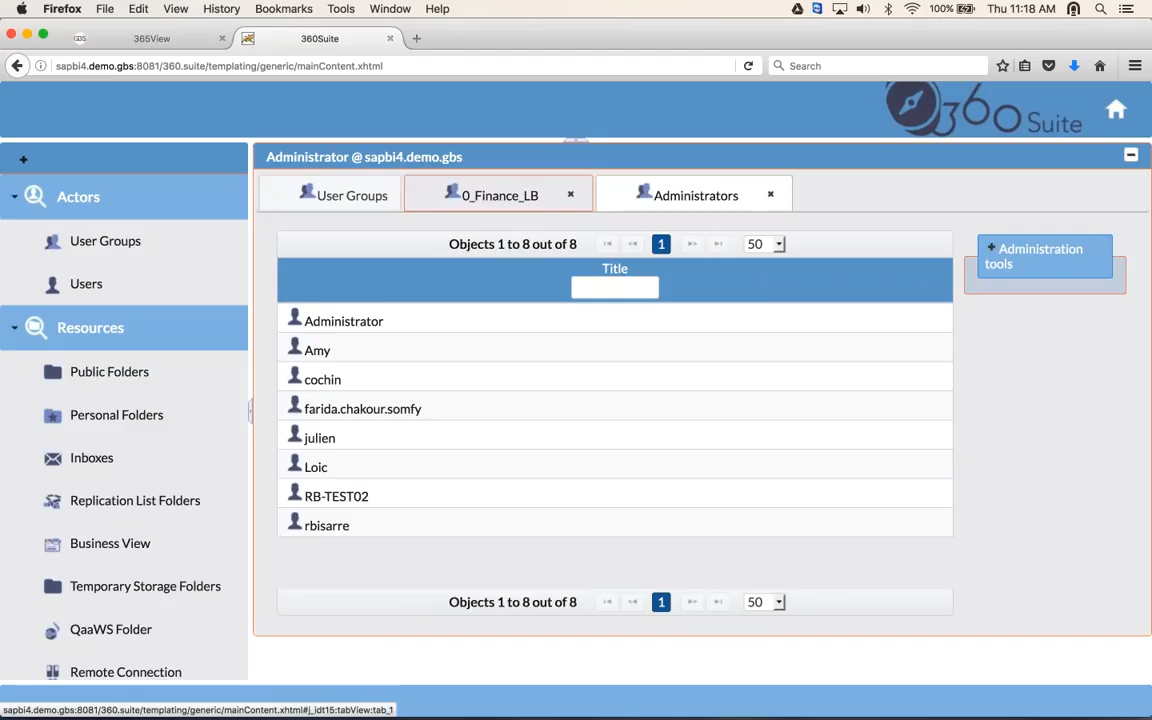 Firefox File Edit View History Bookmarks Tools Window Help 100% Thu 11:18 AM
GBS 365View 360Suite
sapbi4.demo.gbs:8081/360.suite/templating/generic/mainContent.xhtml Search
360 Suite
Administrator @ sapbi4.demo.gbs
Actors
User Groups
Users
Resources
Public Folders
Personal Folders
Inboxes
Replication List Folders
Business View
Temporary Storage Folders
QaaWS Folder
Remote Connection
User Groups 0_Finance_LB Administrators
Objects 1 to 8 out of 8 1 50
Title
Administrator
Amy
cochin
farida.chakour.somfy
julien
Loic
RB-TEST02
rbisarre
Objects 1 to 8 out of 8 1 50
+ Administration
tools
sapbi4.demo.gbs:8081/360.suite/templating/generic/mainContent.xhtml#j_idt15:tabView:tab_1